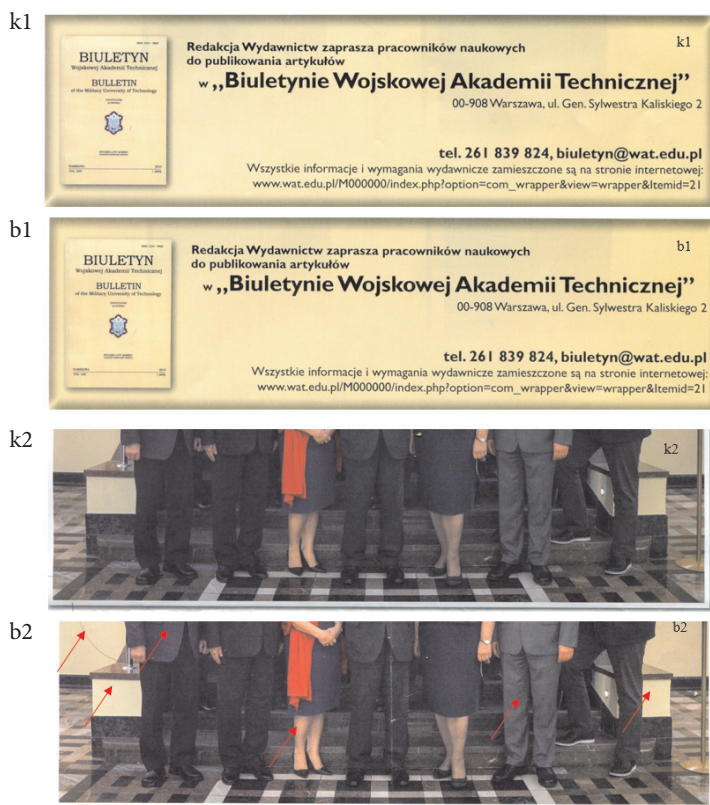 k1
k1
BIULETYN
Wojskowej Akademii Technicznej
BULLETIN
of the Military University of Technology
Redakcja Wydawnictw zaprasza pracowników naukowych
do publikowania artykułów
w „Biuletynie Wojskowej Akademii Technicznej”
00-908 Warszawa, ul. Gen. Sylwestra Kaliskiego 2
tel. 261 839 824, biuletyn@wat.edu.pl
Wszystkie informacje i wymagania wydawnicze zamieszczone są na stronie internetowej:
www.wat.edu.pl/M000000/index.php?option=com_wrapper&view=wrapper&Itemid=21
b1
b1
BIULETYN
Wojskowej Akademii Technicznej
BULLETIN
of the Military University of Technology
Redakcja Wydawnictw zaprasza pracowników naukowych
do publikowania artykułów
w „Biuletynie Wojskowej Akademii Technicznej”
00-908 Warszawa, ul. Gen. Sylwestra Kaliskiego 2
tel. 261 839 824, biuletyn@wat.edu.pl
Wszystkie informacje i wymagania wydawnicze zamieszczone są na stronie internetowej:
www.wat.edu.pl/M000000/index.php?option=com_wrapper&view=wrapper&Itemid=21
k2
k2
b2
b2